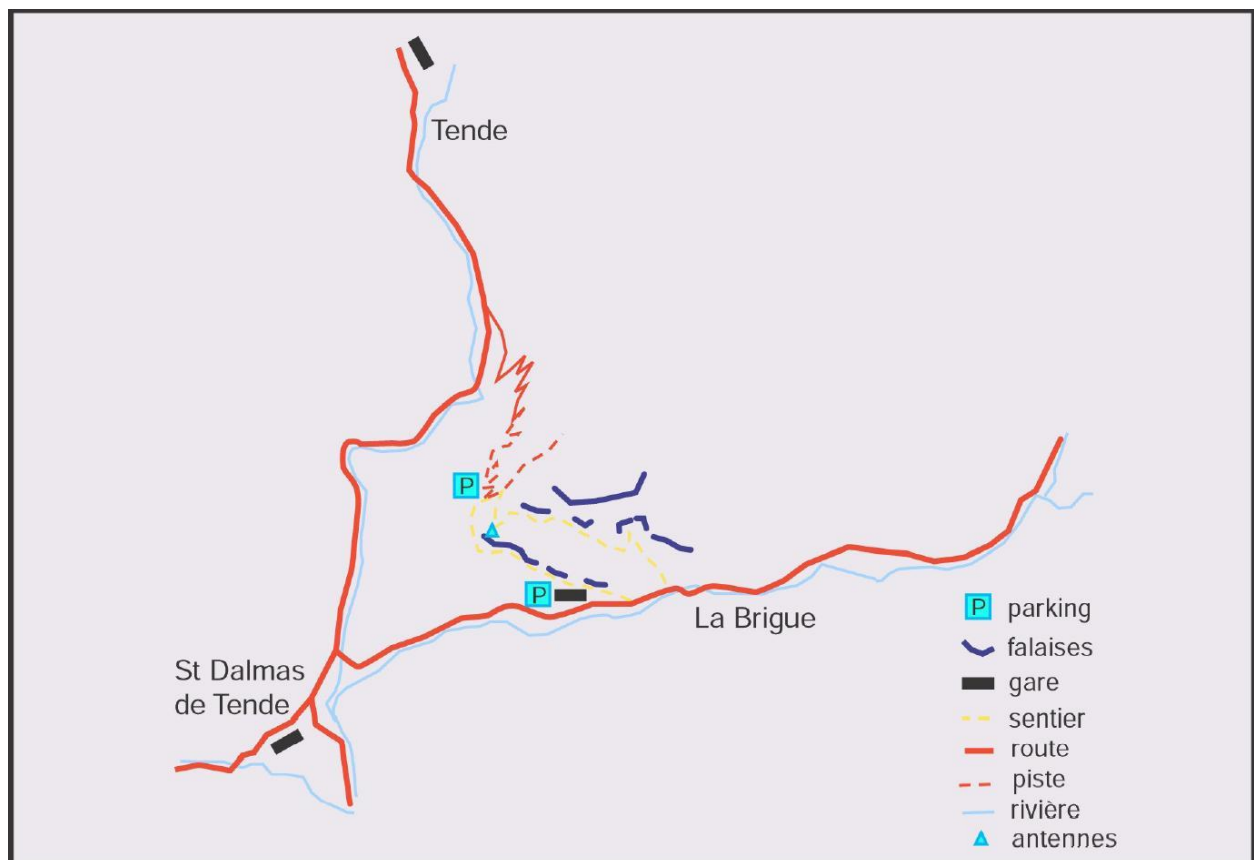 Tende
P
P
La Brigue
St Dalmas
de Tende
P parking
falaises
gare
sentier
route
piste
rivière
antennes